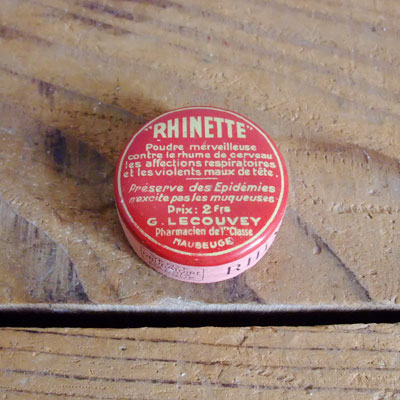 "RHINETTE"
Poudre merveilleuse
contre le rhume de cerveau
les affections respiratoires
et les violents maux de tête.
Préserve des Epidémies
n'excite pas les muqueuses
Prix: 2 Frs
G. LECOUVEY
Pharmacien de 1re Classe
MAUBEUGE